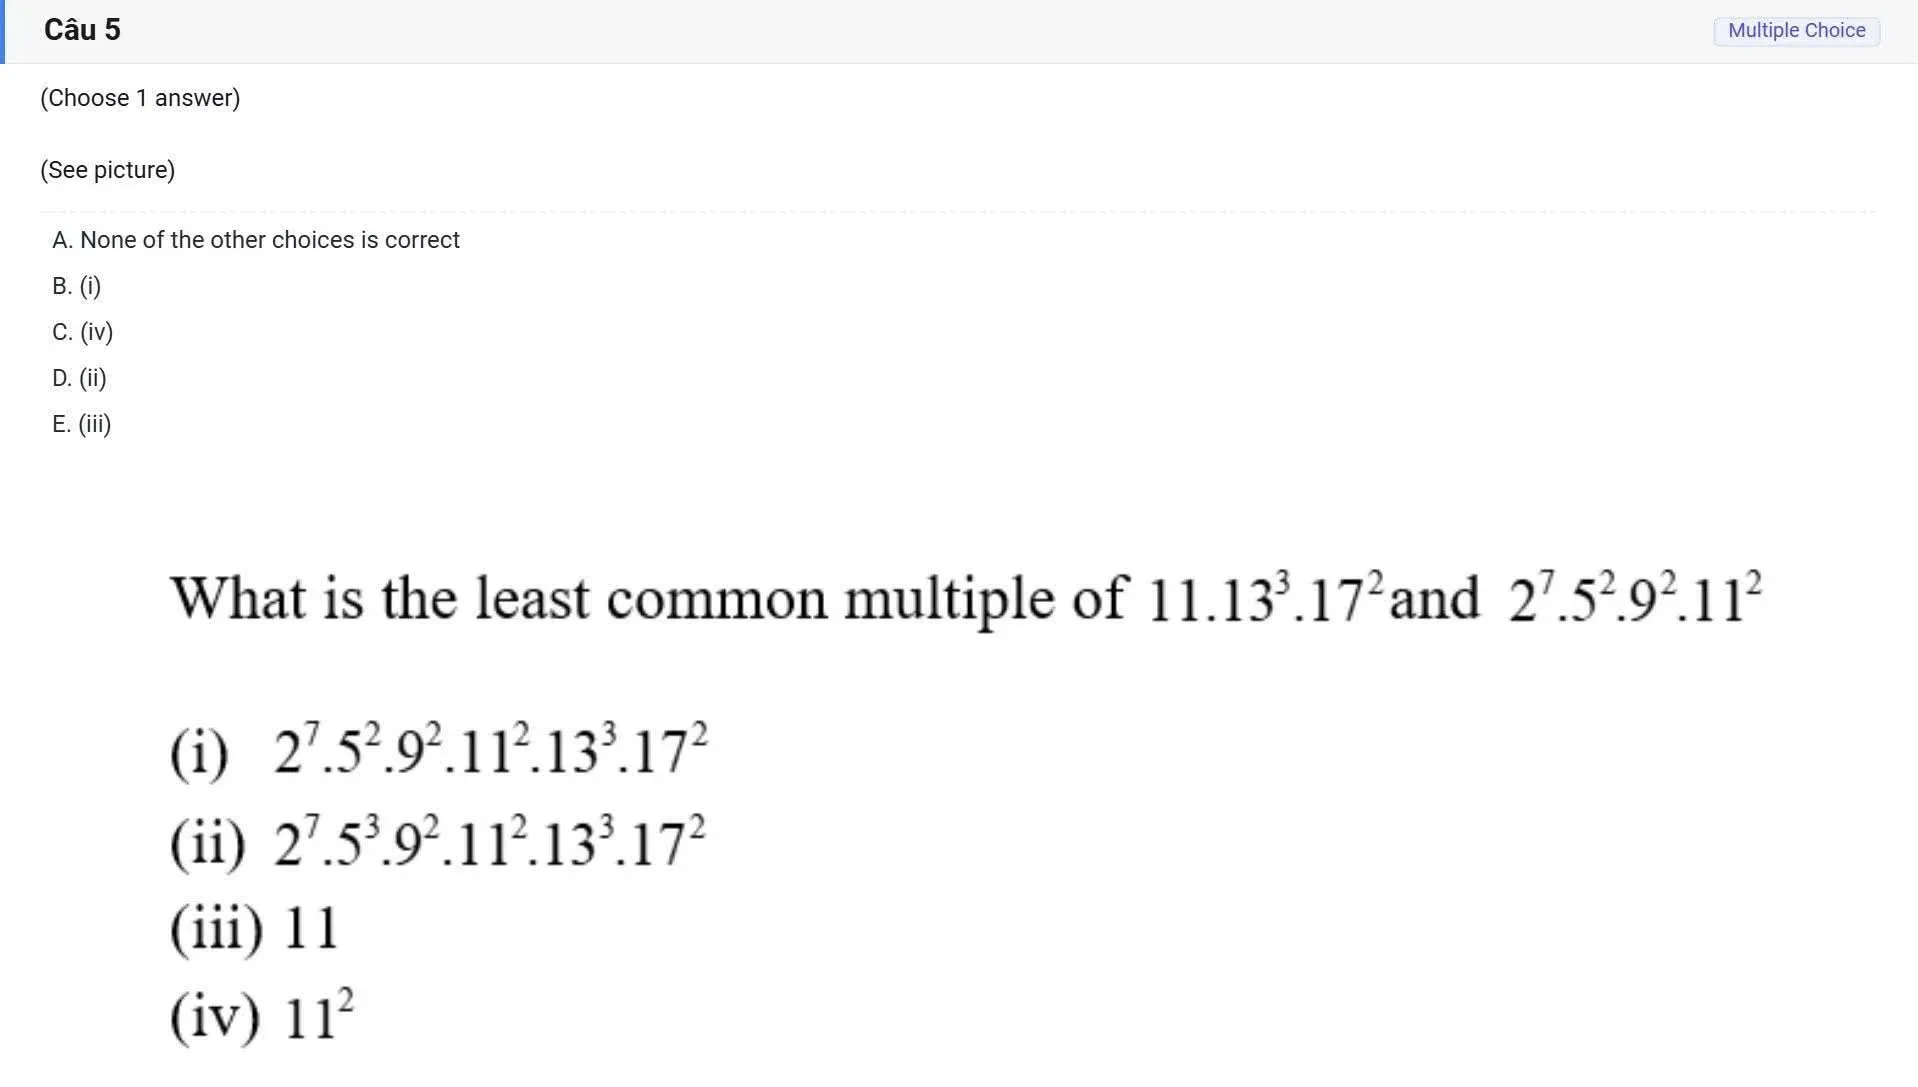 Câu 5
Multiple Choice
(Choose 1 answer)
(See picture)
A. None of the other choices is correct
B. (i)
C. (iv)
D. (ii)
E. (iii)
What is the least common multiple of 11.13³.17² and 2⁷.5².9².11²
(i) 2⁷.5².9².11².13³.17²
(ii) 2⁷.5³.9².11².13³.17²
(iii) 11
(iv) 11²